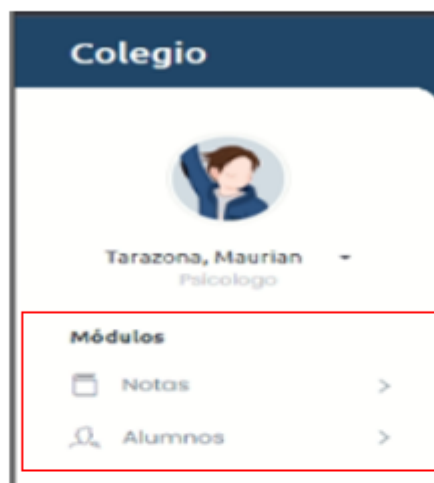 Colegio
Tarazona, Maurian
Psicologo
Módulos
Notas
Alumnos